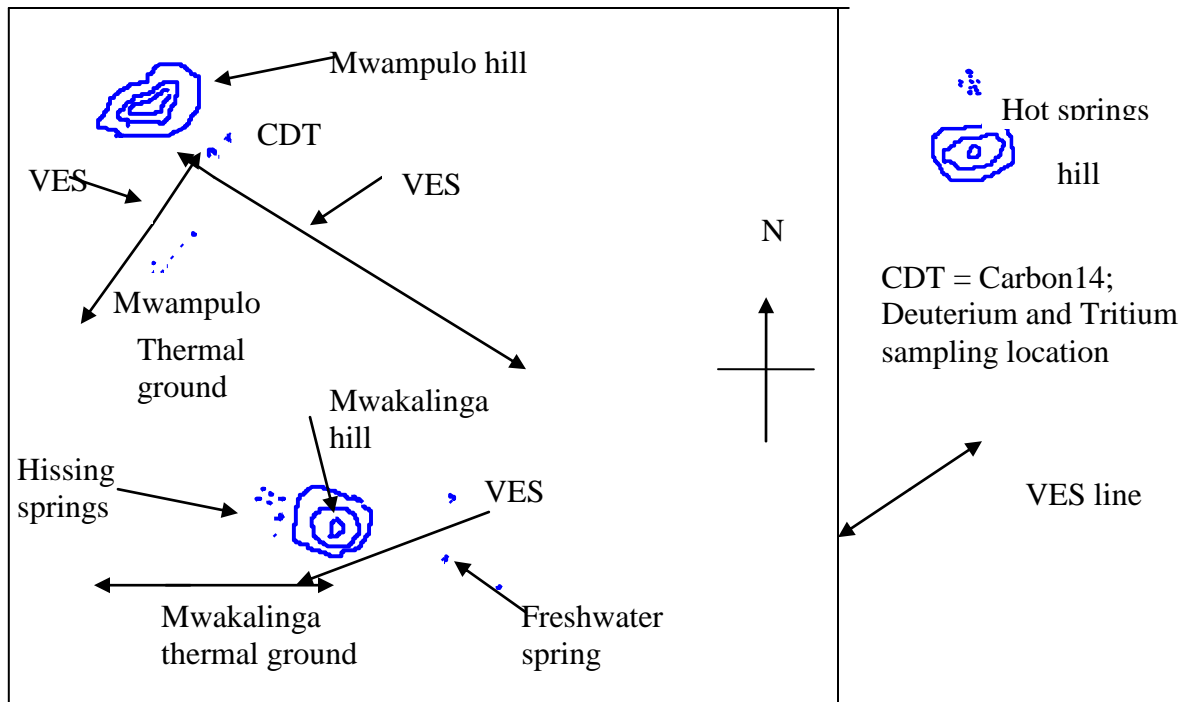 Mwampulo hill
CDT
VES
VES
N
Mwampulo
Thermal
ground
Mwakalinga
hill
Hissing
springs
VES
Mwakalinga
thermal ground
Freshwater
spring
Hot springs
hill
CDT = Carbon14;
Deuterium and Tritium
sampling location
VES line